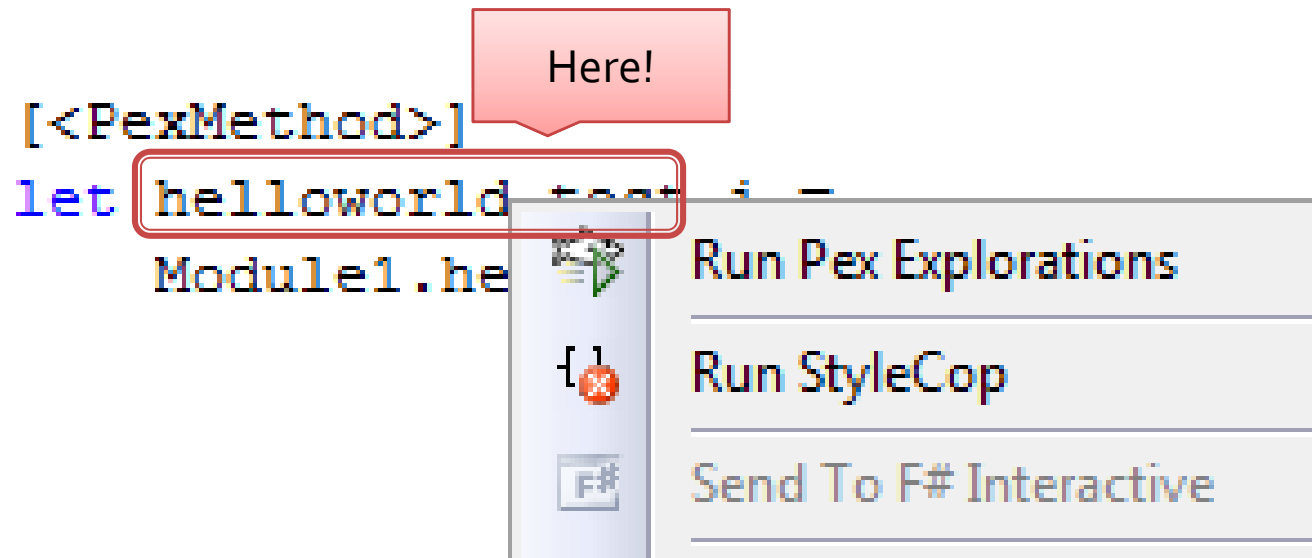 Here!
[<PexMethod>]
let helloworld test i =
Module1.he
Run Pex Explorations
Run StyleCop
F#
Send To F# Interactive